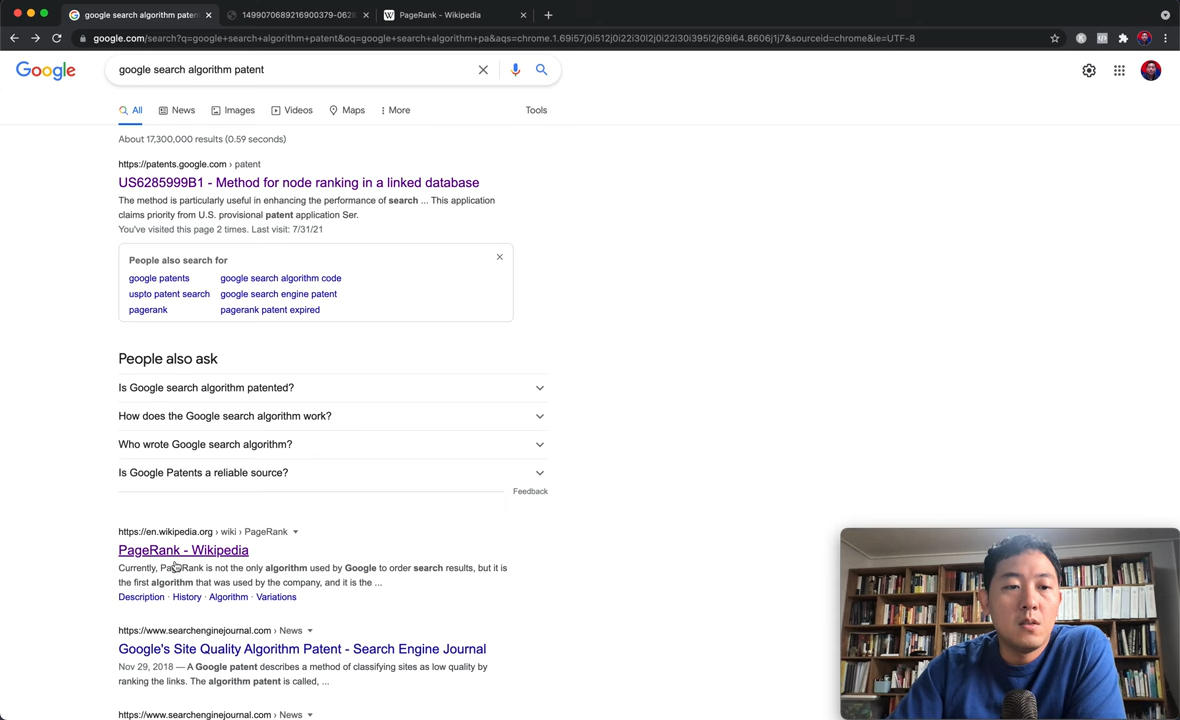 google search algorithm patent
1499070689216900379-0628
PageRank - Wikipedia
google.com/search?q=google+search+algorithm+patent&oq=google+search+algorithm+pa&aqs=chrome.1.69i57j0i512j0i22i30l2j0i22i30i395l2j69i64.8606j1j7&sourceid=chrome&ie=UTF-8
Google
google search algorithm patent
All
News
Images
Videos
Maps
More
Tools
About 17,300,000 results (0.59 seconds)
https://patents.google.com › patent
US6285999B1 - Method for node ranking in a linked database
The method is particularly useful in enhancing the performance of search ... This application
claims priority from U.S. provisional patent application Ser.
You've visited this page 2 times. Last visit: 7/31/21
People also search for
google patents google search algorithm code
uspto patent search google search engine patent
pagerank pagerank patent expired
People also ask
Is Google search algorithm patented?
How does the Google search algorithm work?
Who wrote Google search algorithm?
Is Google Patents a reliable source?
Feedback
https://en.wikipedia.org › wiki › PageRank
PageRank - Wikipedia
Currently, PageRank is not the only algorithm used by Google to order search results, but it is
the first algorithm that was used by the company, and it is the ...
Description · History · Algorithm · Variations
https://www.searchenginejournal.com › News
Google's Site Quality Algorithm Patent - Search Engine Journal
Nov 29, 2018 — A Google patent describes a method of classifying sites as low quality by
ranking the links. The algorithm patent is called, ...
https://www.searchenginejournal.com › News